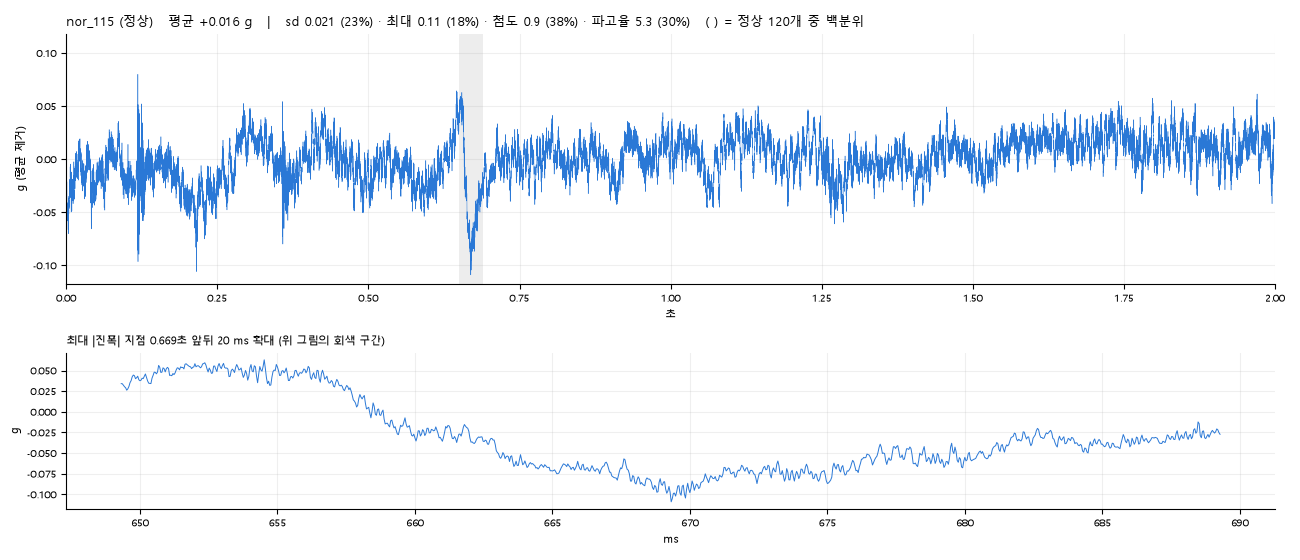 nor_115 (정상) 평균 +0.016 g | sd 0.021 (23%) · 최대 0.11 (18%) · 첨도 0.9 (38%) · 파고율 5.3 (30%) ( ) = 정상 120개 중 백분위
g (평균 제거)
0.10
0.05
0.00
-0.05
-0.10
0.00 0.25 0.50 0.75 1.00 1.25 1.50 1.75 2.00
초
최대 |진폭| 지점 0.669초 앞뒤 20 ms 확대 (위 그림의 회색 구간)
g
0.050
0.025
0.000
-0.025
-0.050
-0.075
-0.100
650 655 660 665 670 675 680 685 690
ms